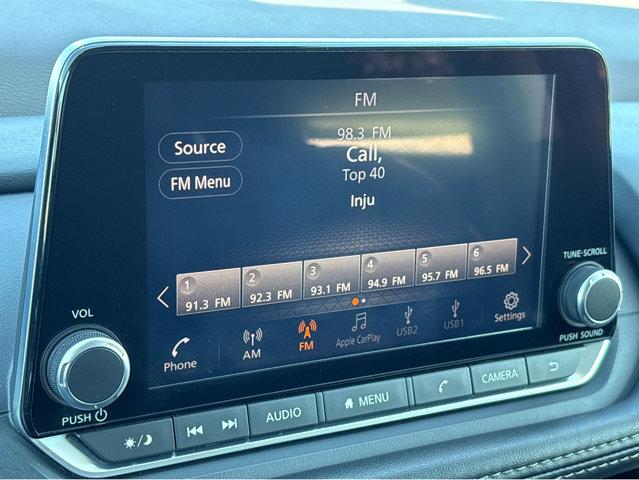 FM
98.3 FM
Call,
Top 40
Inju
Source
FM Menu
1
91.3 FM
2
92.3 FM
3
93.1 FM
4
94.9 FM
5
95.7 FM
6
96.5 FM
Phone
AM
FM
Apple CarPlay
USB2
USB1
Settings
VOL
PUSH
TUNE·SCROLL
PUSH SOUND
AUDIO
MENU
CAMERA